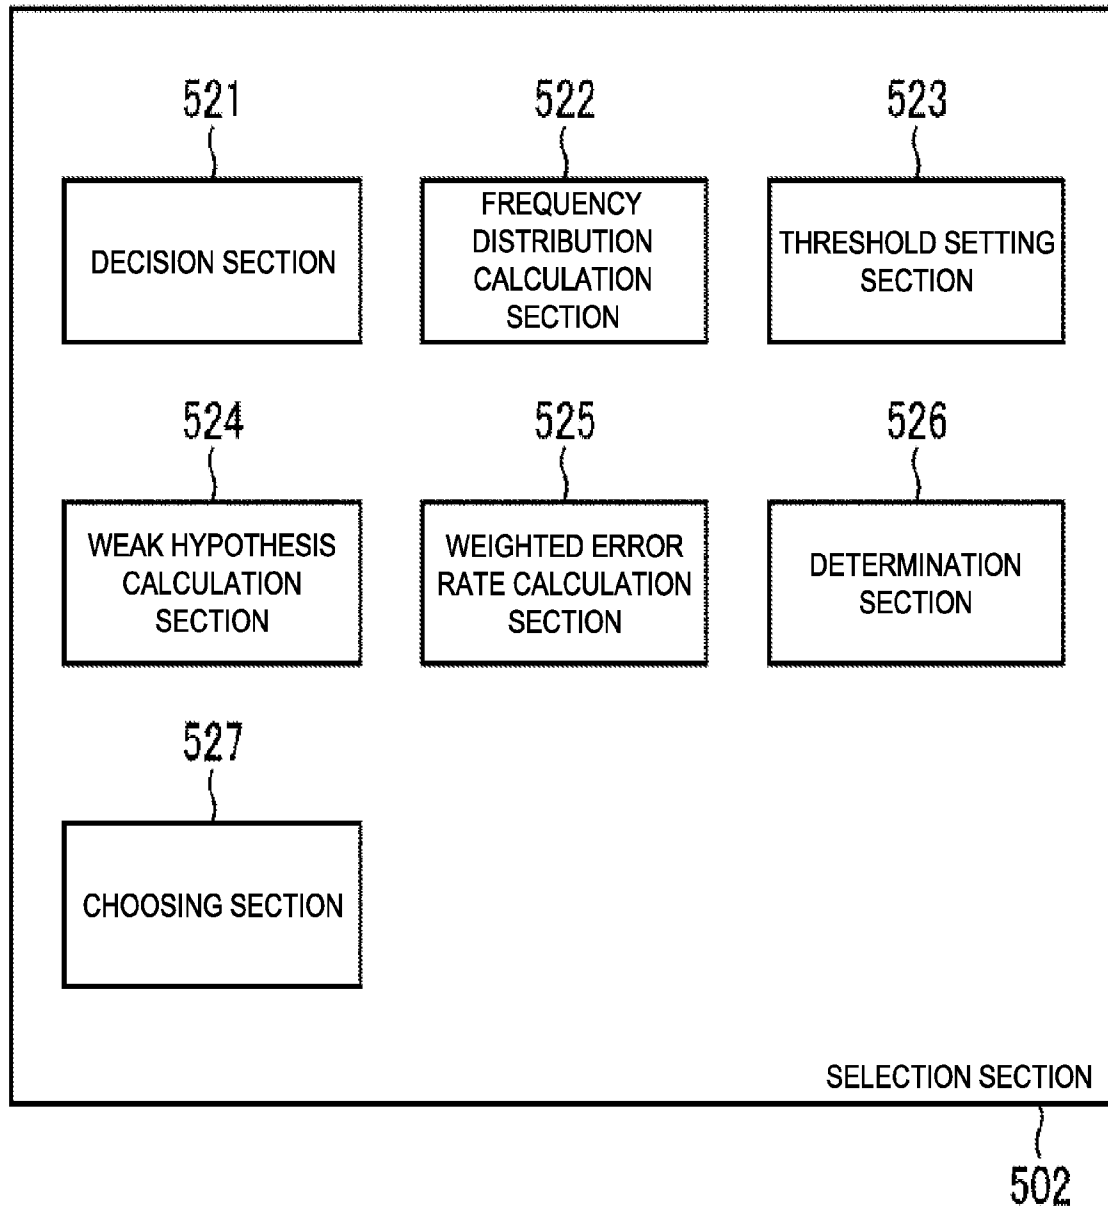 521
522
523
DECISION SECTION
FREQUENCY
DISTRIBUTION
CALCULATION
SECTION
THRESHOLD SETTING
SECTION
524
525
526
WEAK HYPOTHESIS
CALCULATION
SECTION
WEIGHTED ERROR
RATE CALCULATION
SECTION
DETERMINATION
SECTION
527
CHOOSING SECTION
SELECTION SECTION
502